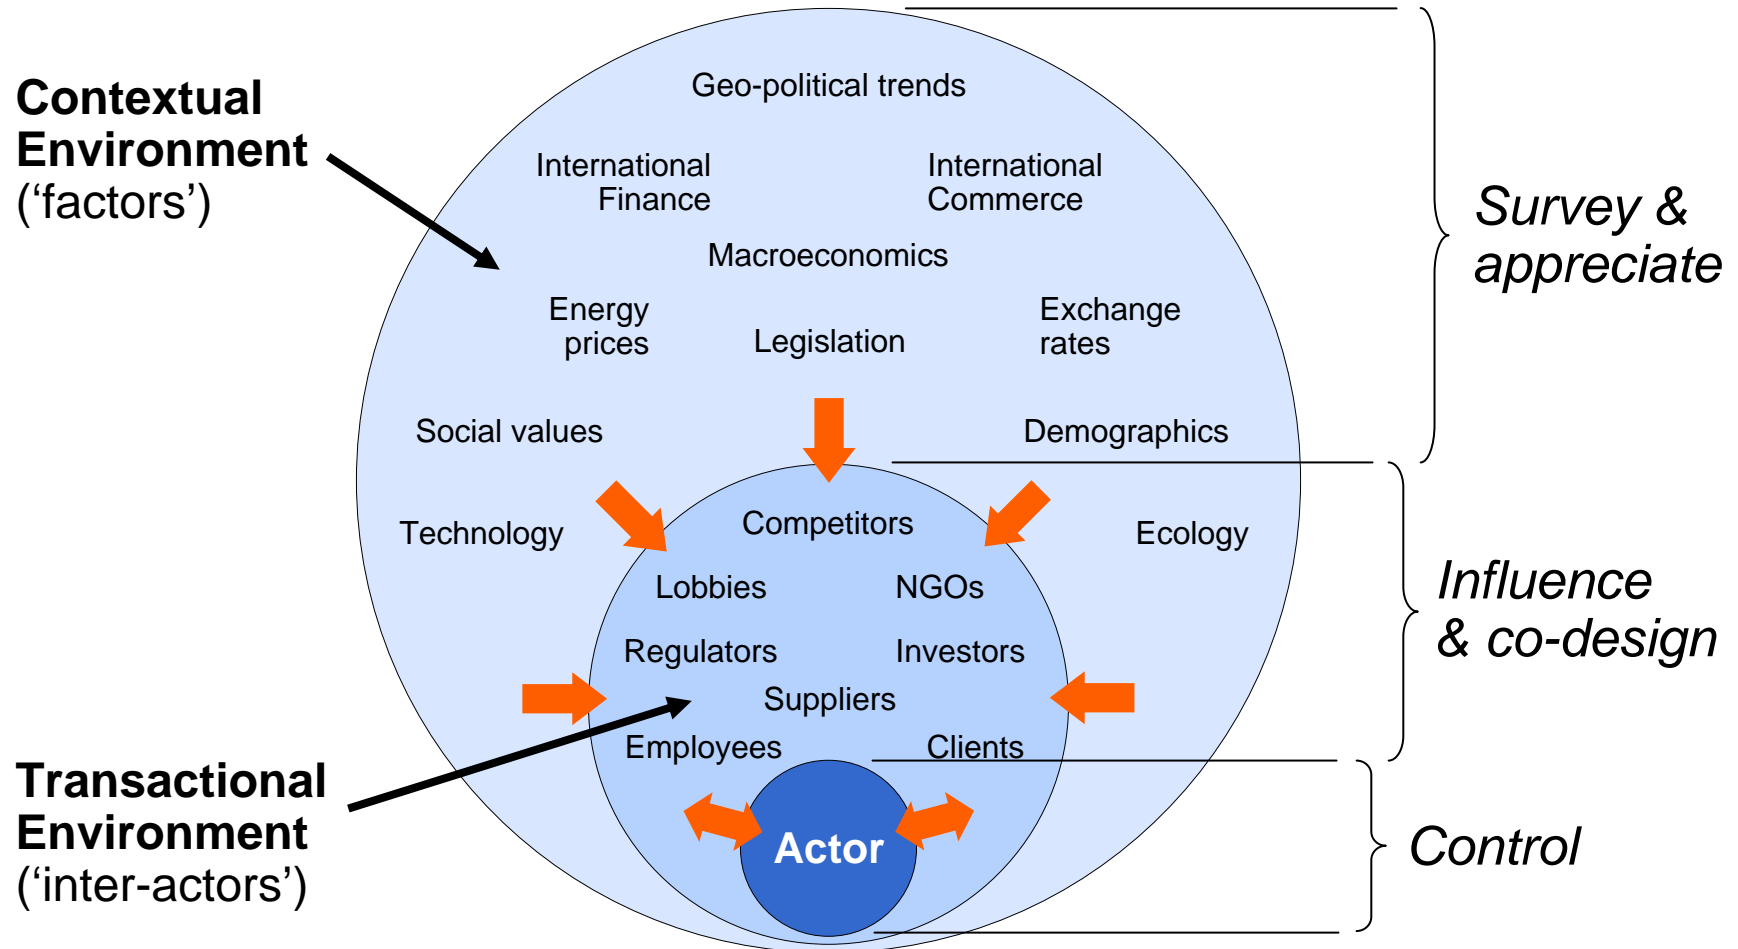 Contextual
Environment
(‘factors’)
Geo-political trends
International
Finance
International
Commerce
Macroeconomics
Energy
prices
Legislation
Exchange
rates
Social values
Demographics
Technology
Ecology
Competitors
Lobbies
NGOs
Regulators
Investors
Suppliers
Employees
Clients
Actor
Transactional
Environment
(‘inter-actors’)
Survey &
appreciate
Influence
& co-design
Control